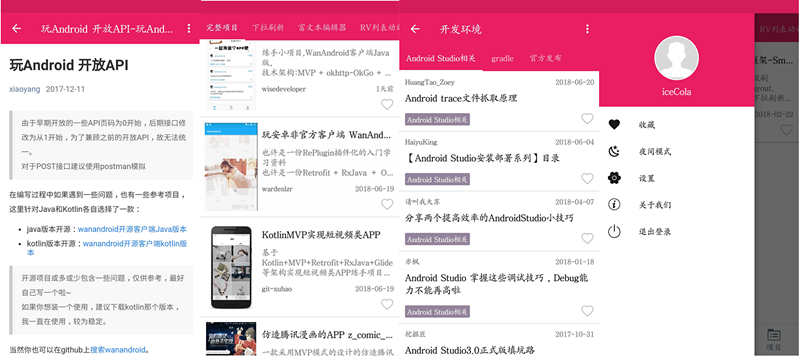 玩Android 开放API-玩And...
玩Android 开放API
xiaoyang 2017-12-11
由于早期开放的一些API页码为0开始，后期接口修
改为从1开始，为了兼顾之前的开放API，故无法统
一。
对于POST接口建议使用postman模拟
在编写过程中如果遇到一些问题，也有一些参考项目，
这里针对Java和Kotlin各自选择了一款：
• java版本开源：wanandroid开源客户端Java版本
• kotlin版本开源：wanandroid开源客户端kotlin版
本
开源项目或多或少包含一些问题，仅供参考，最好
自己写一个啦~
如果你想装一个使用，建议下载kotlin那个版本，
我一直在使用，较为稳定。
当然你也可以在github上搜索wanandroid。
完整项目 下拉刷新 富文本编辑器 RV列表动效
练手小项目,WanAndroid客户端Java
版,
技术架构:MVP + okhttp-OkGo + ...
wisedeveloper 1天前
玩安卓非官方客户端 WanAnd...
也许是一份RePlugin插件化的入门学
习资料
也许是一份Retrofit + RxJava + O...
wardenlzr 2018-06-19
KotlinMVP实现短视频类APP
基于
Kotlin+MVP+Retrofit+RxJava+Glide
等架构实现短视频类APP练手项目...
git-xuhao 2018-06-19
仿造腾讯漫画的APP z_comic_...
一款采用MVP模式的设计的仿造腾讯
开发环境
Android Studio相关 gradle 官方发布
HuangTao_Zoey 2018-06-20
Android trace文件抓取原理
Android Studio相关
HaiyuKing 2018-06-04
【Android Studio安装部署系列】目录
Android Studio相关
请叫我大苏 2018-04-07
分享两个提高效率的AndroidStudio小技巧
Android Studio相关
亦枫 2018-01-18
Android Studio 掌握这些调试技巧，Debug能
力不能再高啦
Android Studio相关
挖掘匠 2017-10-31
Android Studio3.0正式版填坑路
iceCola
收藏
夜间模式
设置
关于我们
退出登录
RV列表动
框架-Sm...
刷
yout,
下拉刷新...
2018-02-22
项目